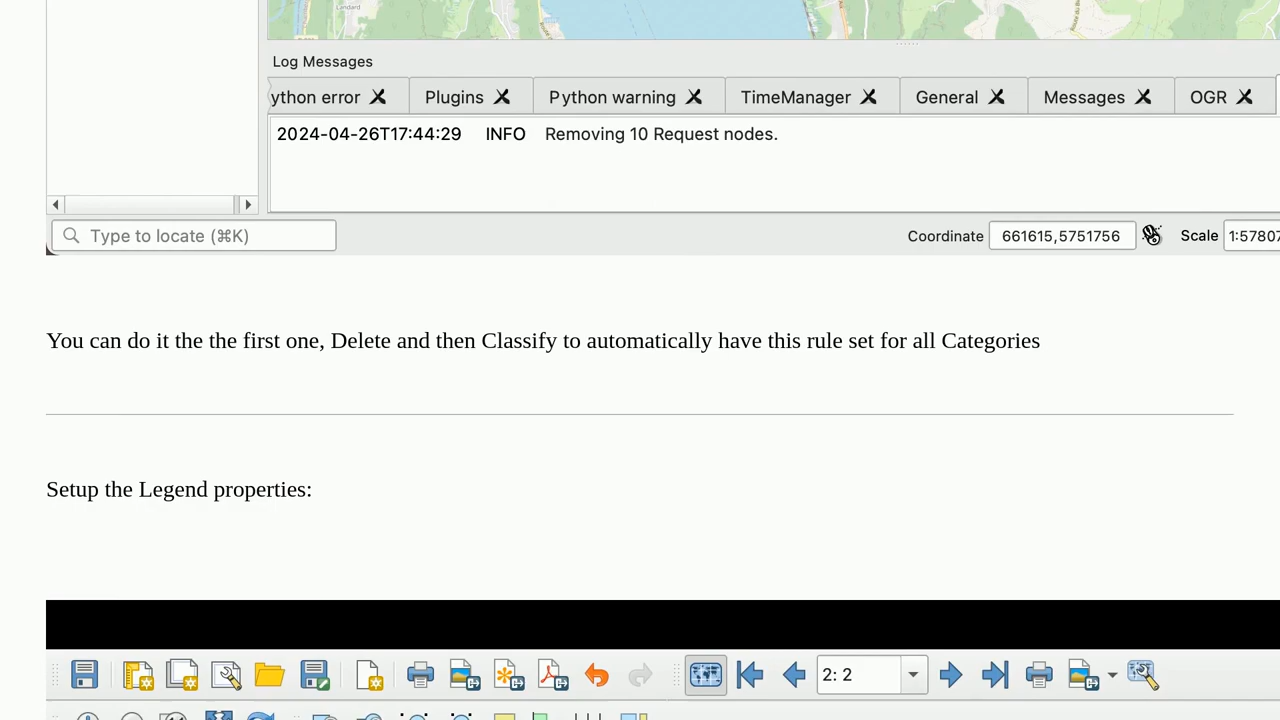 Landard
Log Messages
ython error Plugins Python warning TimeManager General Messages OGR
2024-04-26T17:44:29 INFO Removing 10 Request nodes.
Type to locate (⌘K) Coordinate 661615,5751756 Scale 1:57807
You can do it the the first one, Delete and then Classify to automatically have this rule set for all Categories
Setup the Legend properties:
2: 2